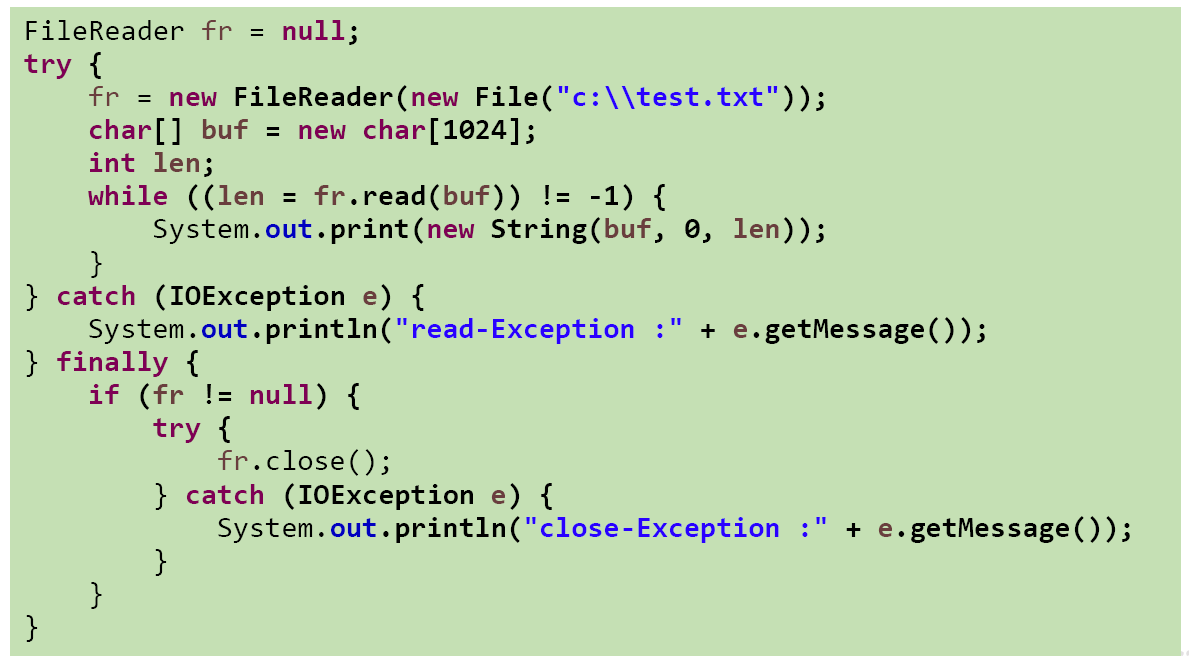 FileReader fr = null;
try {
    fr = new FileReader(new File("c:\\test.txt"));
    char[] buf = new char[1024];
    int len;
    while ((len = fr.read(buf)) != -1) {
        System.out.print(new String(buf, 0, len));
    }
} catch (IOException e) {
    System.out.println("read-Exception :" + e.getMessage());
} finally {
    if (fr != null) {
        try {
            fr.close();
        } catch (IOException e) {
            System.out.println("close-Exception :" + e.getMessage());
        }
    }
}